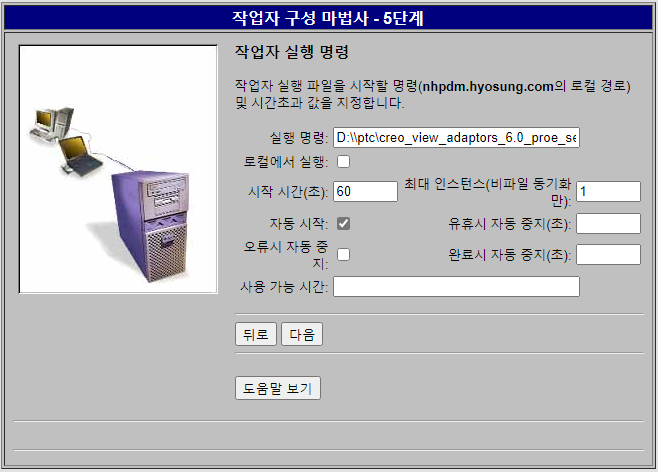 작업자 구성 마법사 - 5단계
작업자 실행 명령
작업자 실행 파일을 시작할 명령(nhpdm.hyosung.com의 로컬 경로)
및 시간초과 값을 지정합니다.
실행 명령: D:\\ptc\creo_view_adaptors_6.0_proe_se
로컬에서 실행:
시작 시간(초): 60 최대 인스턴스(비파일 동기화
만): 1
자동 시작: 유휴시 자동 중지(초):
오류시 자동 중
지: 완료시 자동 중지(초):
사용 가능 시간:
뒤로 다음
도움말 보기